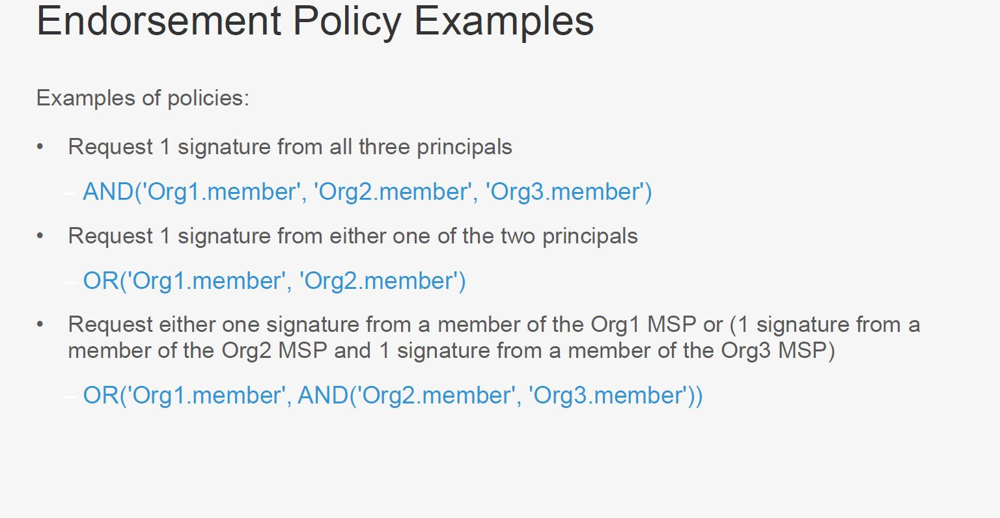 Endorsement Policy Examples
Examples of policies:
• Request 1 signature from all three principals
– AND('Org1.member', 'Org2.member', 'Org3.member')
• Request 1 signature from either one of the two principals
– OR('Org1.member', 'Org2.member')
• Request either one signature from a member of the Org1 MSP or (1 signature from a
member of the Org2 MSP and 1 signature from a member of the Org3 MSP)
– OR('Org1.member', AND('Org2.member', 'Org3.member'))